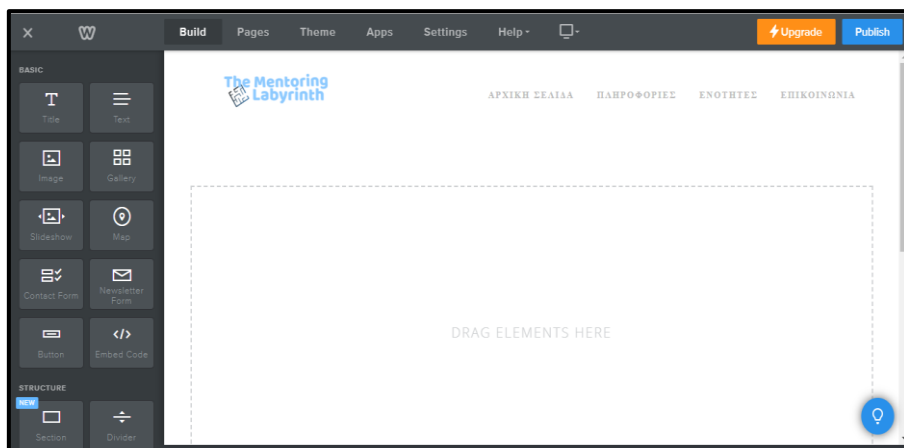 Build Pages Theme Apps Settings Help Upgrade Publish
BASIC
Title Text
Image Gallery
Slideshow Map
Contact Form Newsletter Form
Button Embed Code
STRUCTURE
NEW
Section Divider
The Mentoring
Labyrinth
ΑΡΧΙΚΗ ΣΕΛΙΔΑ ΠΛΗΡΟΦΟΡΙΕΣ ΕΝΟΤΗΤΕΣ ΕΠΙΚΟΙΝΩΝΙΑ
DRAG ELEMENTS HERE